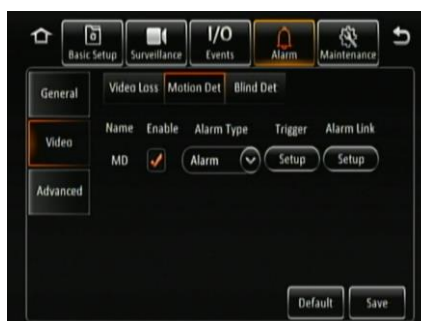 Basic Setup
Surveillance
I/O
Events
Alarm
Maintenance
General
Video Loss
Motion Det
Blind Det
Name
Enable
Alarm Type
Trigger
Alarm Link
Video
MD
Alarm
Setup
Setup
Advanced
Default
Save